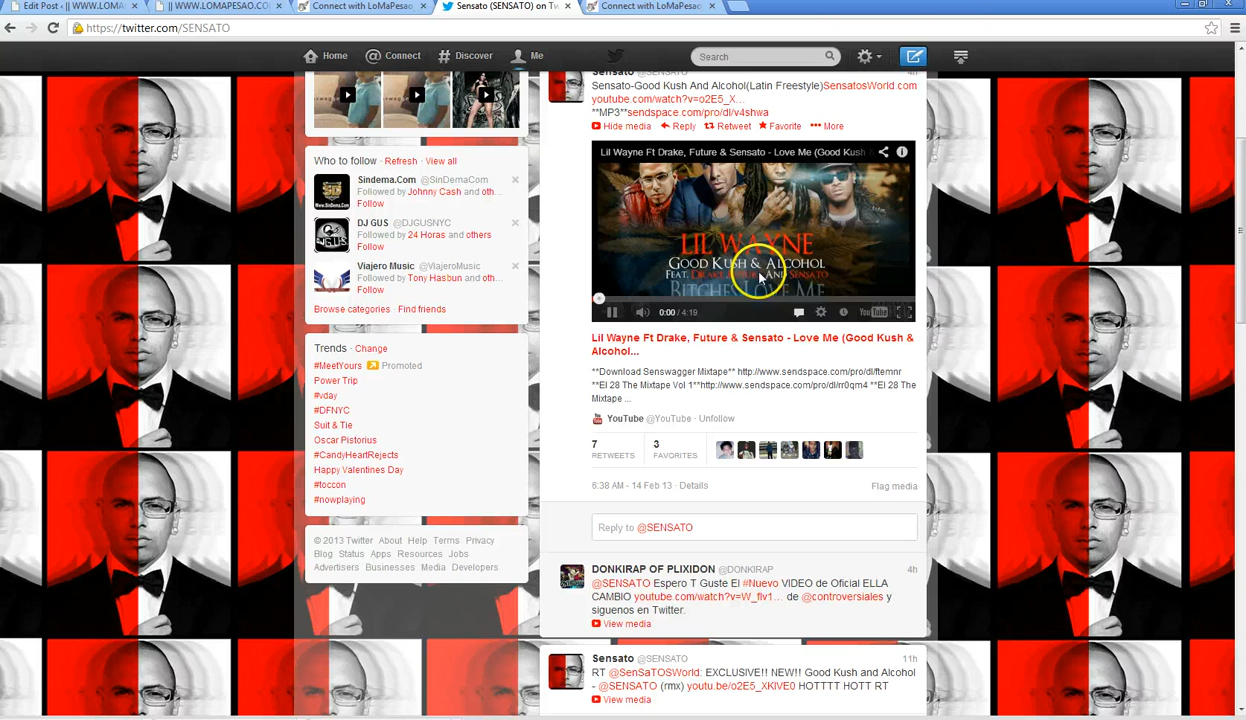 Edit Post ‹ || WWW.LOMA
|| WWW.LOMAPESAO.CO
Connect with LoMaPesao
Sensato (SENSATO) on Tw
Connect with LoMaPesao
https://twitter.com/SENSATO
Home
Connect
Discover
Me
Search
Sensato @SENSATO 4h
Sensato-Good Kush And Alcohol(Latin Freestyle)SensatosWorld.com
youtube.com/watch?v=o2E5_X...
**MP3**sendspace.com/pro/dl/v4shwa
Hide media Reply Retweet Favorite More
Lil Wayne Ft Drake, Future & Sensato - Love Me (Good Kush &
LIL WAYNE
GOOD KUSH & ALCOHOL
BITCHES LOVE ME
0:00 / 4:19
YouTube
Lil Wayne Ft Drake, Future & Sensato - Love Me (Good Kush &
Alcohol...
**Download Senswagger Mixtape** http://www.sendspace.com/pro/dl/ftemnr
**El 28 The Mixtape Vol 1**http://www.sendspace.com/pro/dl/rr0qm4 **El 28 The
Mixtape ...
YouTube @YouTube · Unfollow
7
RETWEETS
3
FAVORITES
6:38 AM - 14 Feb 13 · Details
Flag media
Reply to @SENSATO
DONKIRAP OF PLIXIDON @DONKIRAP 4h
@SENSATO Espero T Guste El #Nuevo VIDEO de Oficial ELLA
CAMBIO youtube.com/watch?v=W_flv1... de @controversiales y
siguenos en Twitter.
View media
Sensato @SENSATO 11h
RT @SenSaTOSWorld: EXCLUSIVE!! NEW!! Good Kush and Alcohol
- @SENSATO (rmx) youtu.be/o2E5_XKIVE0 HOTTTT HOTT RT
View media
Who to follow · Refresh · View all
Sindema.Com @SinDemaCom
Followed by Johnny Cash and oth...
Follow
DJ GUS @DJGUSNYC
Followed by 24 Horas and others
Follow
Viajero Music @ViajeroMusic
Followed by Tony Hasbun and oth...
Follow
Browse categories · Find friends
Trends · Change
#MeetYours Promoted
Power Trip
#vday
#DFNYC
Suit & Tie
Oscar Pistorius
#CandyHeartRejects
Happy Valentines Day
#toccon
#nowplaying
© 2013 Twitter About Help Terms Privacy
Blog Status Apps Resources Jobs
Advertisers Businesses Media Developers